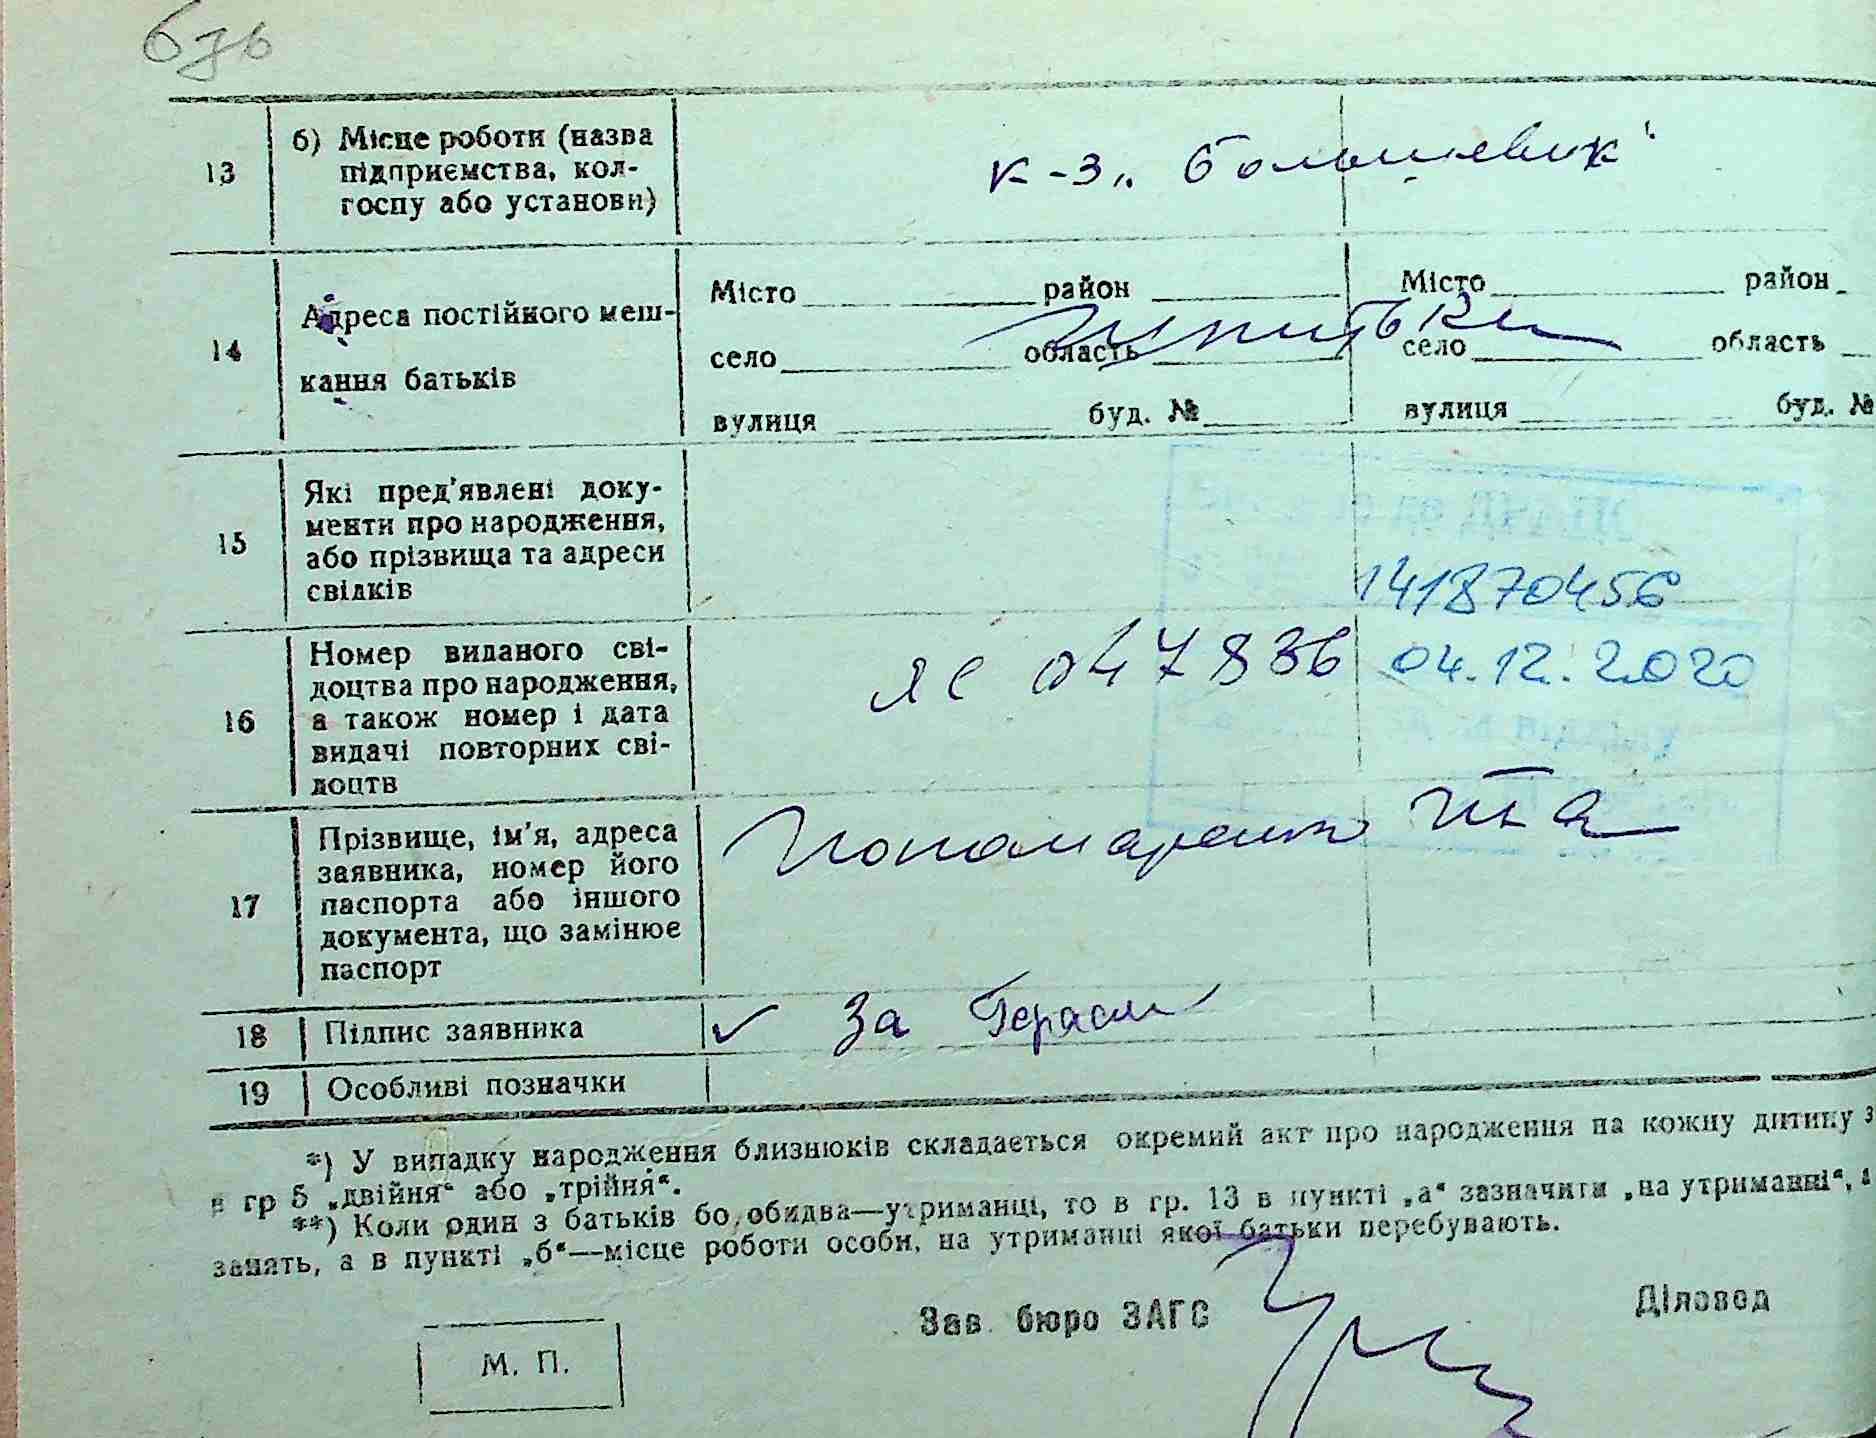 13
б) Місце роботи (назва
підприємства, кол-
госпу або установи)
к-з „Большевик"
14
Адреса постійного меш-
кання батьків
Місто район
село область
вулиця буд. №
Місто район
село область
вулиця буд. №
15
Які пред'явлені доку-
менти про народження,
або прізвища та адреси
свідків
141870456
16
Номер виданого сві-
доцтва про народження,
а також номер і дата
видачі повторних сві-
доцтв
ЯС 047836
04.12.2020
відділу
17
Прізвище, ім'я, адреса
заявника, номер його
паспорта або іншого
документа, що замінює
паспорт
Пономаренко
18
Підпис заявника
За Герасим
19
Особливі позначки
*) У випадку народження близнюків складається окремий акт про народження на кожну дитину з
в гр 5 „двійня“ або „трійня“.
**) Коли один з батьків бо обидва—утриманці, то в гр. 13 в пункті „а“ зазначити „на утриманні“, а
занять, а в пункті „б“—місце роботи особи, на утриманні якої батьки перебувають.
Зав. бюро ЗАГС
Діловод
М. П.